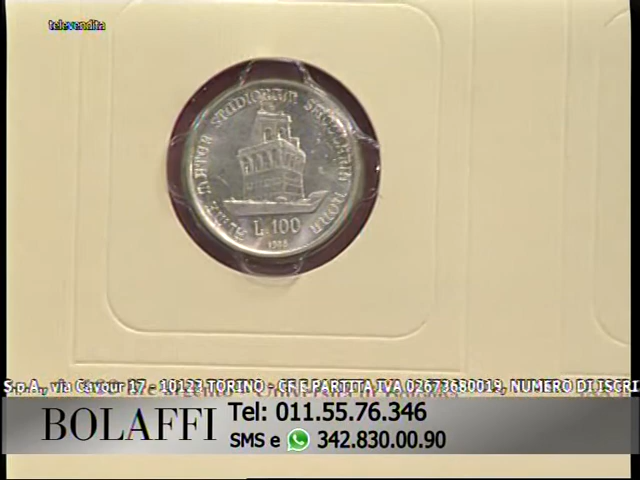 televendita
ALMA MATER STUDIORUM SAECULARIA NONA
L. 100
1988
S.p.A., via Cavour 17 - 10123 TORINO - CF E PARTITA IVA 02673680019, NUMERO DI ISCRI
BOLAFFI
Tel: 011.55.76.346
SMS e 342.830.00.90